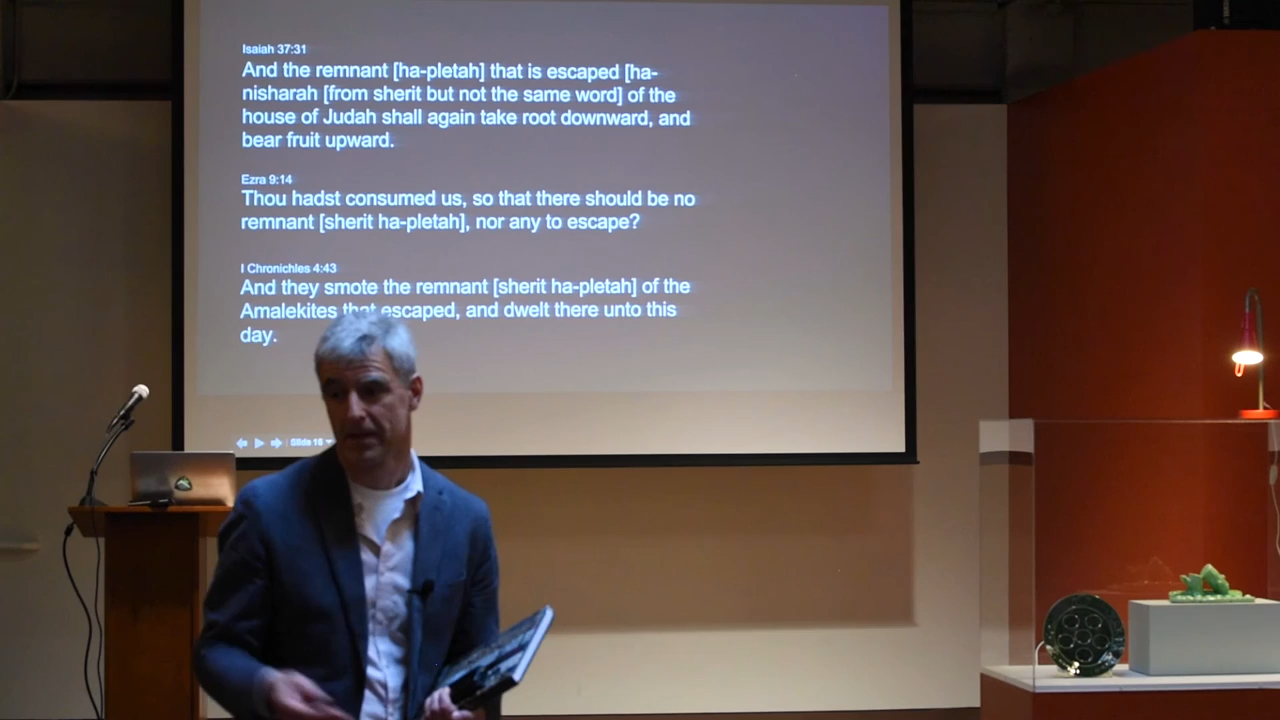 Isaiah 37:31
And the remnant [ha-pletah] that is escaped [ha-
nisharah [from sherit but not the same word] of the
house of Judah shall again take root downward, and
bear fruit upward.
Ezra 9:14
Thou hadst consumed us, so that there should be no
remnant [sherit ha-pletah], nor any to escape?
I Chronichles 4:43
And they smote the remnant [sherit ha-pletah] of the
Amalekites that escaped, and dwelt there unto this
day.
Slide 16